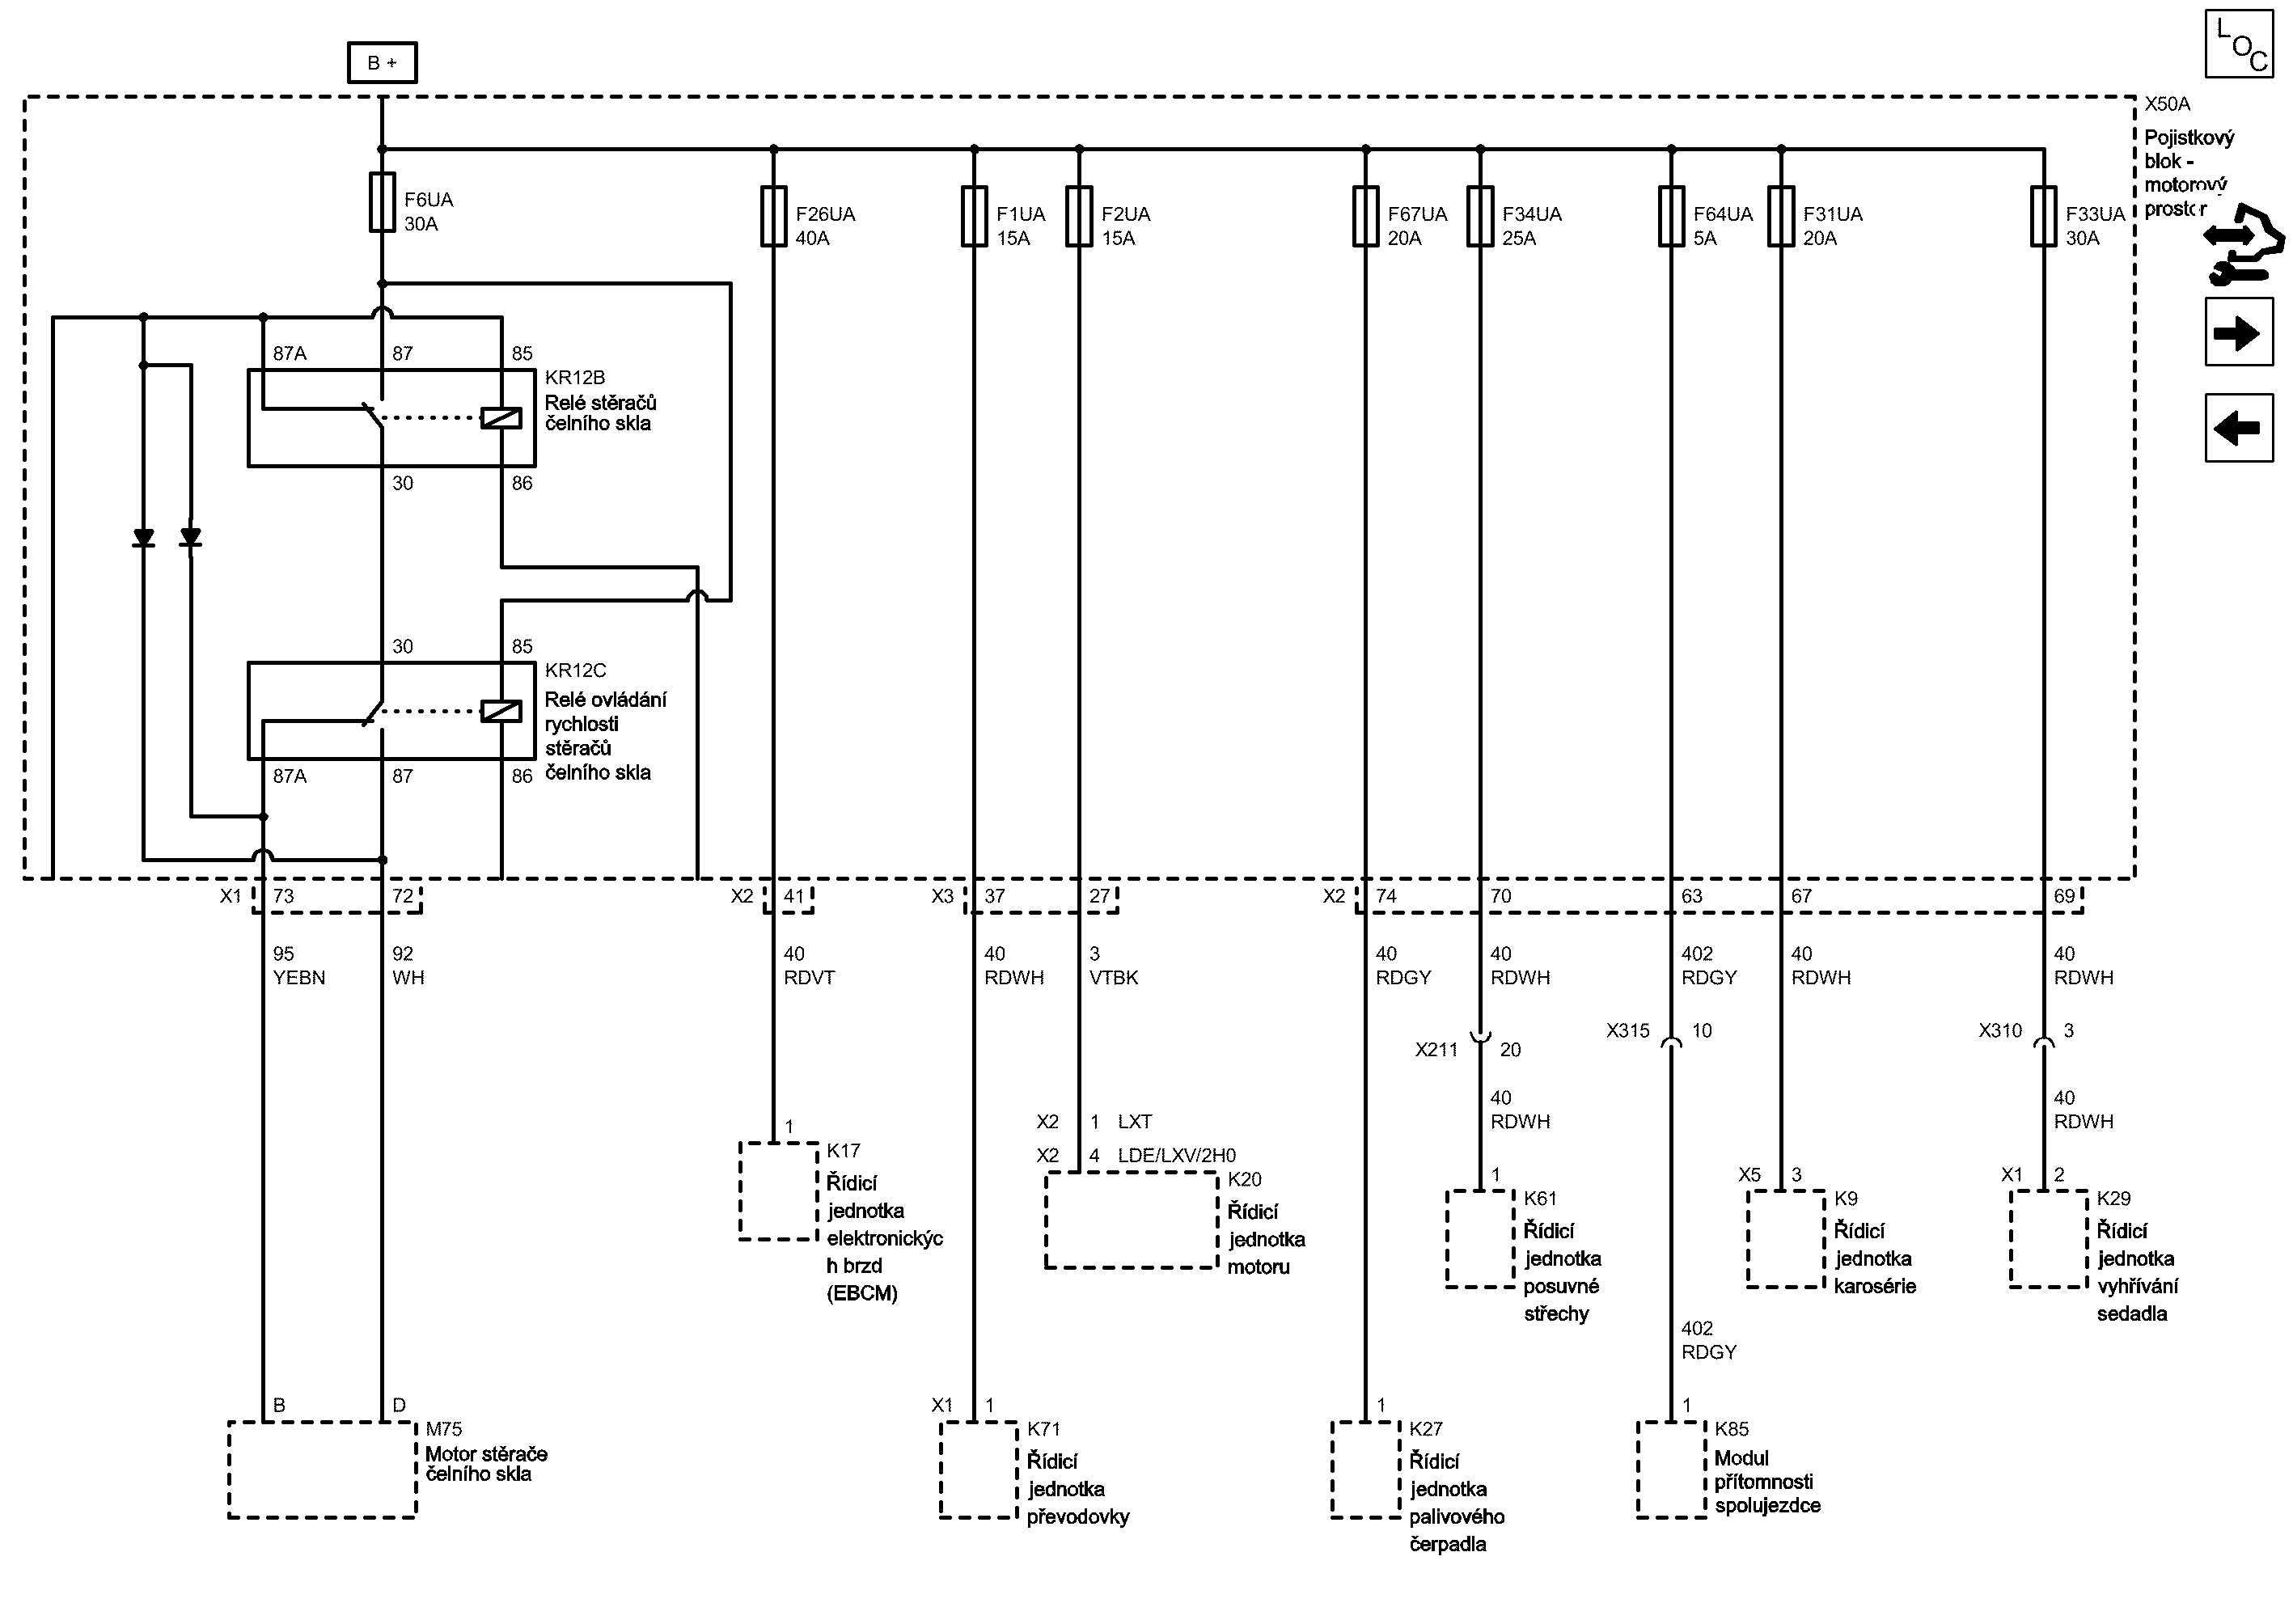 B +
LOC
X50A
Pojistkový
blok -
motorový
prostor
F6UA
30A
F26UA
40A
F1UA
15A
F2UA
15A
F67UA
20A
F34UA
25A
F64UA
5A
F31UA
20A
F33UA
30A
87A 87 85
KR12B
Relé stěračů
čelního skla
30 86
30 85
KR12C
Relé ovládání
rychlosti
stěračů
čelního skla
87A 87 86
X1 73 72 X2 41 X3 37 27 X2 74 70 63 67 69
95 92 40 40 3 40 40 402 40 40
YEBN WH RDVT RDWH VTBK RDGY RDWH RDGY RDWH RDWH
X211 20
X315 10
X310 3
40
RDWH
40
RDWH
X2 1 LXT
X2 4 LDE/LXV/2H0
1
K17
Řídicí
jednotka
elektronickýc
h brzd
(EBCM)
K20
Řídicí
jednotka
motoru
1
K61
Řídicí
jednotka
posuvné
střechy
X5 3
K9
Řídicí
jednotka
karosérie
X1 2
K29
Řídicí
jednotka
vyhřívání
sedadla
402
RDGY
B D
M75
Motor stěrače
čelního skla
X1 1
K71
Řídicí
jednotka
převodovky
1
K27
Řídicí
jednotka
palivového
čerpadla
1
K85
Modul
přítomnosti
spolujezdce